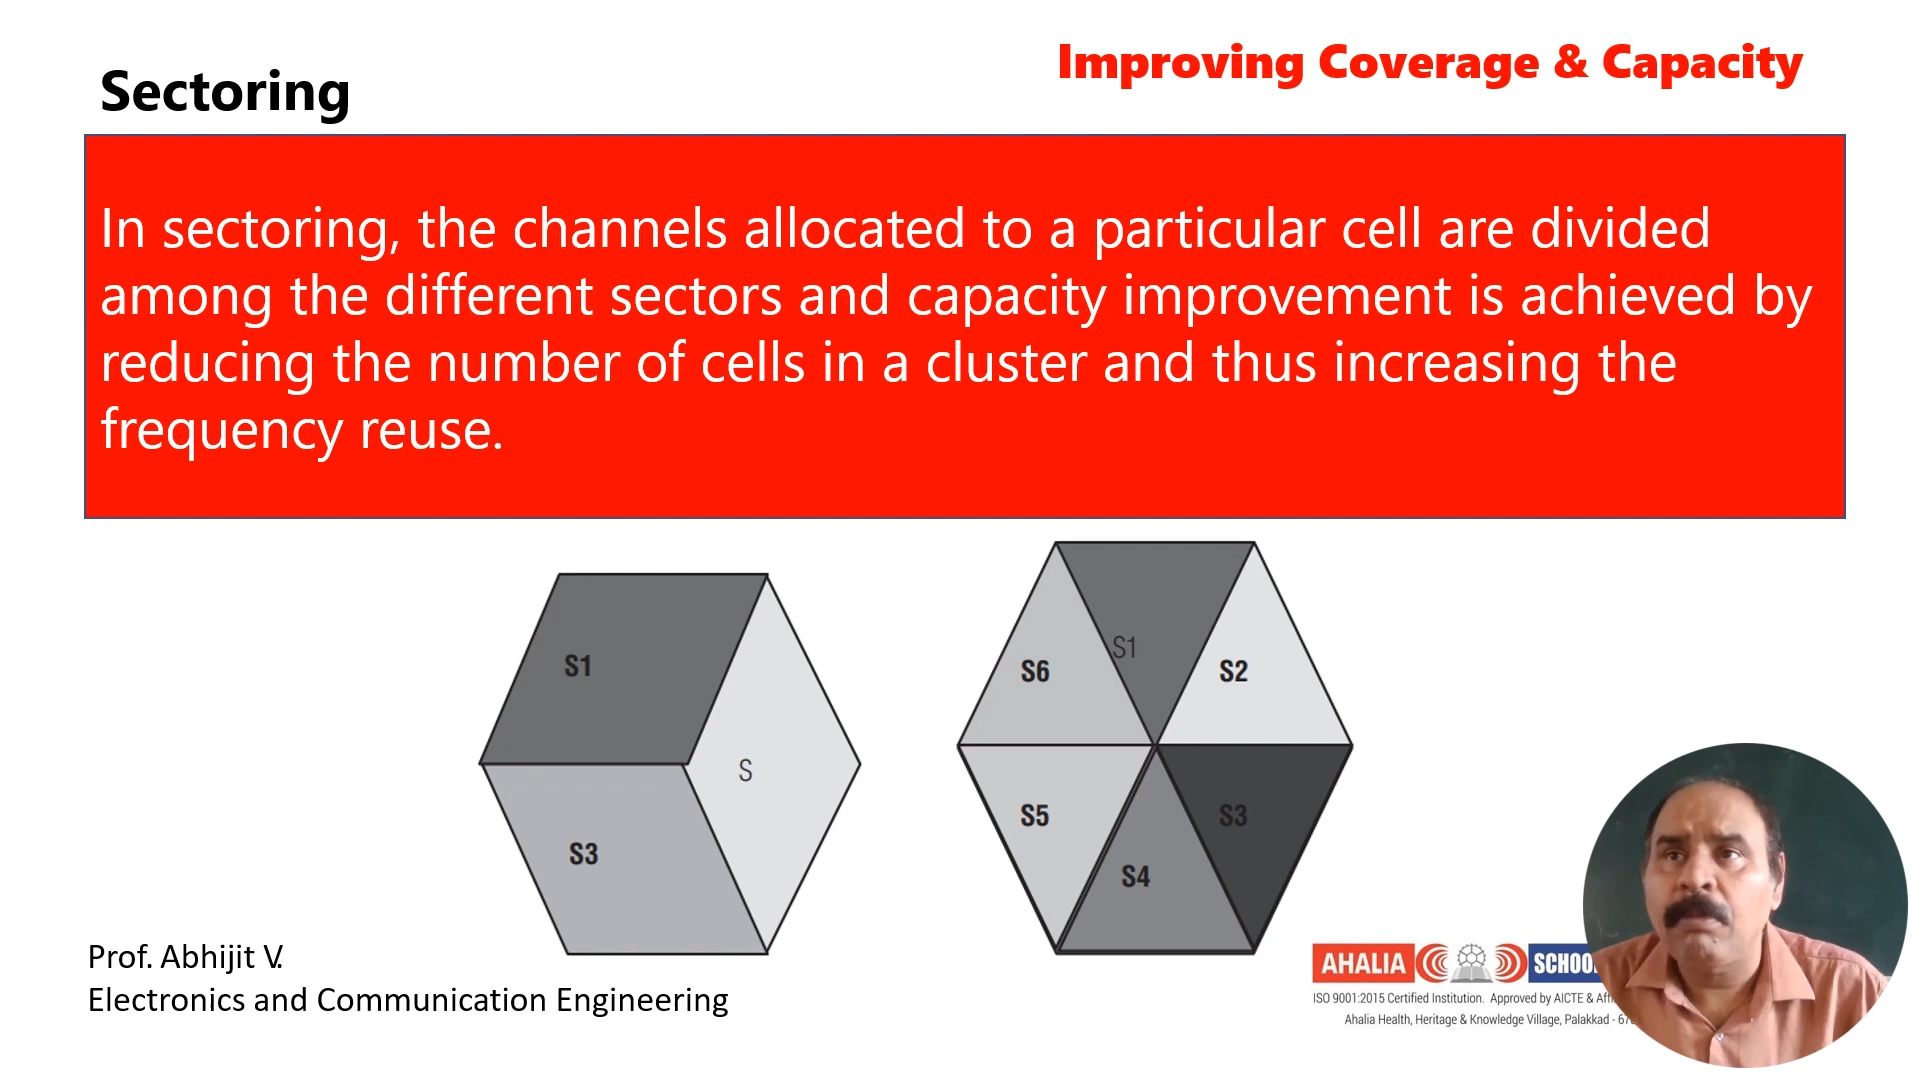 Improving Coverage & Capacity
Sectoring
In sectoring, the channels allocated to a particular cell are divided
among the different sectors and capacity improvement is achieved by
reducing the number of cells in a cluster and thus increasing the
frequency reuse.
S1
S
S3
S1
S6
S2
S5
S3
S4
Prof. Abhijit V.
Electronics and Communication Engineering
AHALIA SCHOO
ISO 9001:2015 Certified Institution. Approved by AICTE &
Ahalia Health, Heritage & Knowledge Village, Palakkad -